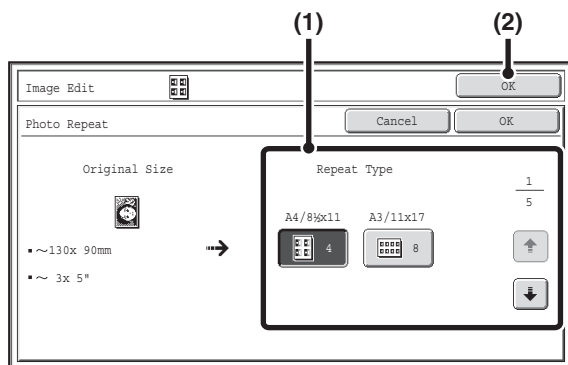 (1) (2)
Image Edit OK
Photo Repeat Cancel OK
Original Size Repeat Type
1
5
A4/8½x11 A3/11x17
4 8
▪～130x 90mm
▪～ 3x 5"